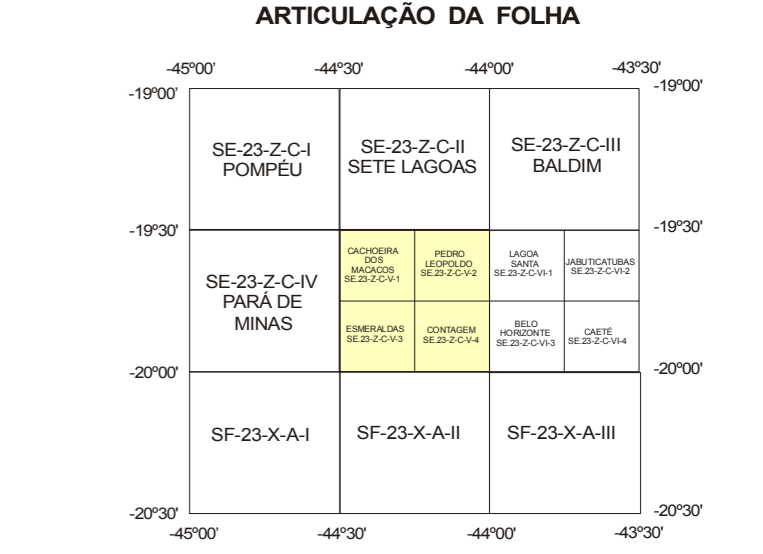 ARTICULAÇÃO DA FOLHA
-45º00'
-44º30'
-44º00'
-43º30'
-19º00'
-19º00'
SE-23-Z-C-I
POMPÉU
SE-23-Z-C-II
SETE LAGOAS
SE-23-Z-C-III
BALDIM
-19º30'
-19º30'
SE-23-Z-C-IV
PARÁ DE
MINAS
CACHOEIRA
DOS
MACACOS
SE.23-Z-C-V-1
PEDRO
LEOPOLDO
SE.23-Z-C-V-2
LAGOA
SANTA
SE.23-Z-C-VI-1
JABUTICATUBAS
SE.23-Z-C-VI-2
ESMERALDAS
SE.23-Z-C-V-3
CONTAGEM
SE.23-Z-C-V-4
BELO
HORIZONTE
SE.23-Z-C-VI-3
CAETÉ
SE.23-Z-C-VI-4
-20º00'
-20º00'
SF-23-X-A-I
SF-23-X-A-II
SF-23-X-A-III
-20º30'
-20º30'
-45º00'
-44º30'
-44º00'
-43º30'